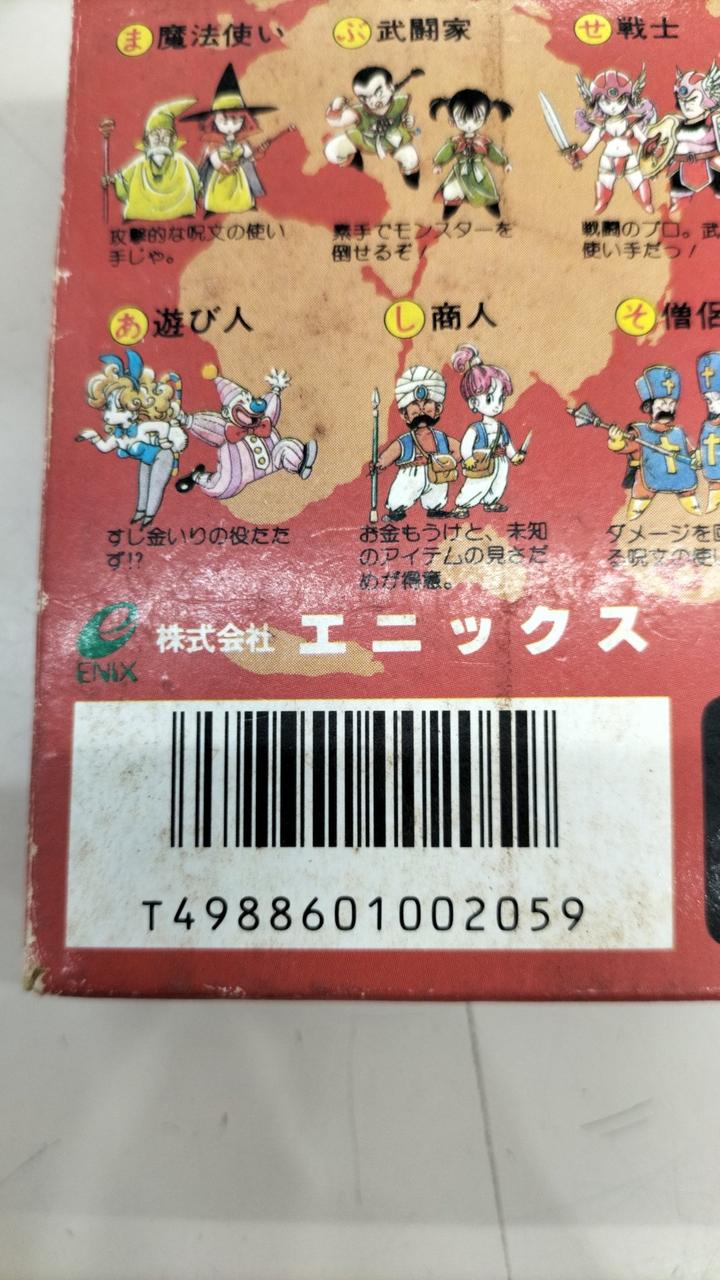 ま 魔法使い
ぶ 武闘家
せ 戦士
攻撃的な呪文の使い
手じゃ。
素手でモンスターを
倒せるぞ!
戦闘のプロ。武
使い手だっ!
あ 遊び人
し 商人
そ 僧侶
すじ金いりの役たた
ず!?
お金もうけと、未知
のアイテムの見さだ
めが得意。
ダメージを回
る呪文の使
ENIX
株式会社 エニックス
T4988601002059